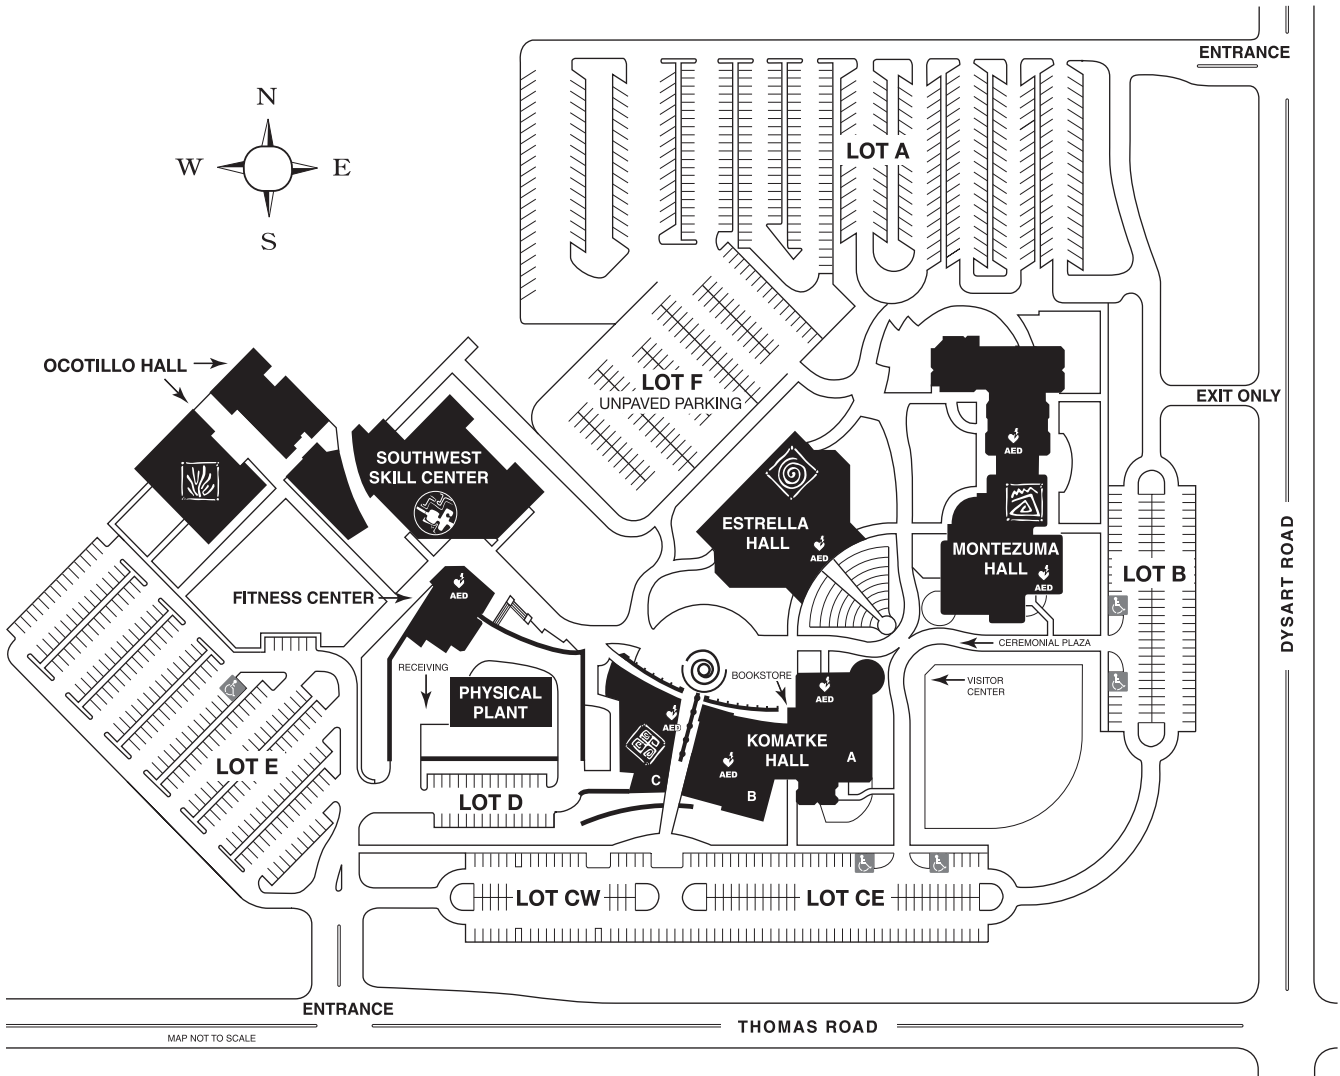 ENTRANCE
N
W
E
S
LOT A
OCOTILLO HALL
LOT F
UNPAVED PARKING
EXIT ONLY
AED
SOUTHWEST
SKILL CENTER
ESTRELLA
HALL
AED
MONTEZUMA
HALL
AED
LOT B
DYSART ROAD
FITNESS CENTER
AED
CEREMONIAL PLAZA
RECEIVING
BOOKSTORE
VISITOR
CENTER
PHYSICAL
PLANT
AED
AED
KOMATKE
HALL
A
AED
B
C
LOT E
LOT D
LOT CW
LOT CE
ENTRANCE
THOMAS ROAD
MAP NOT TO SCALE